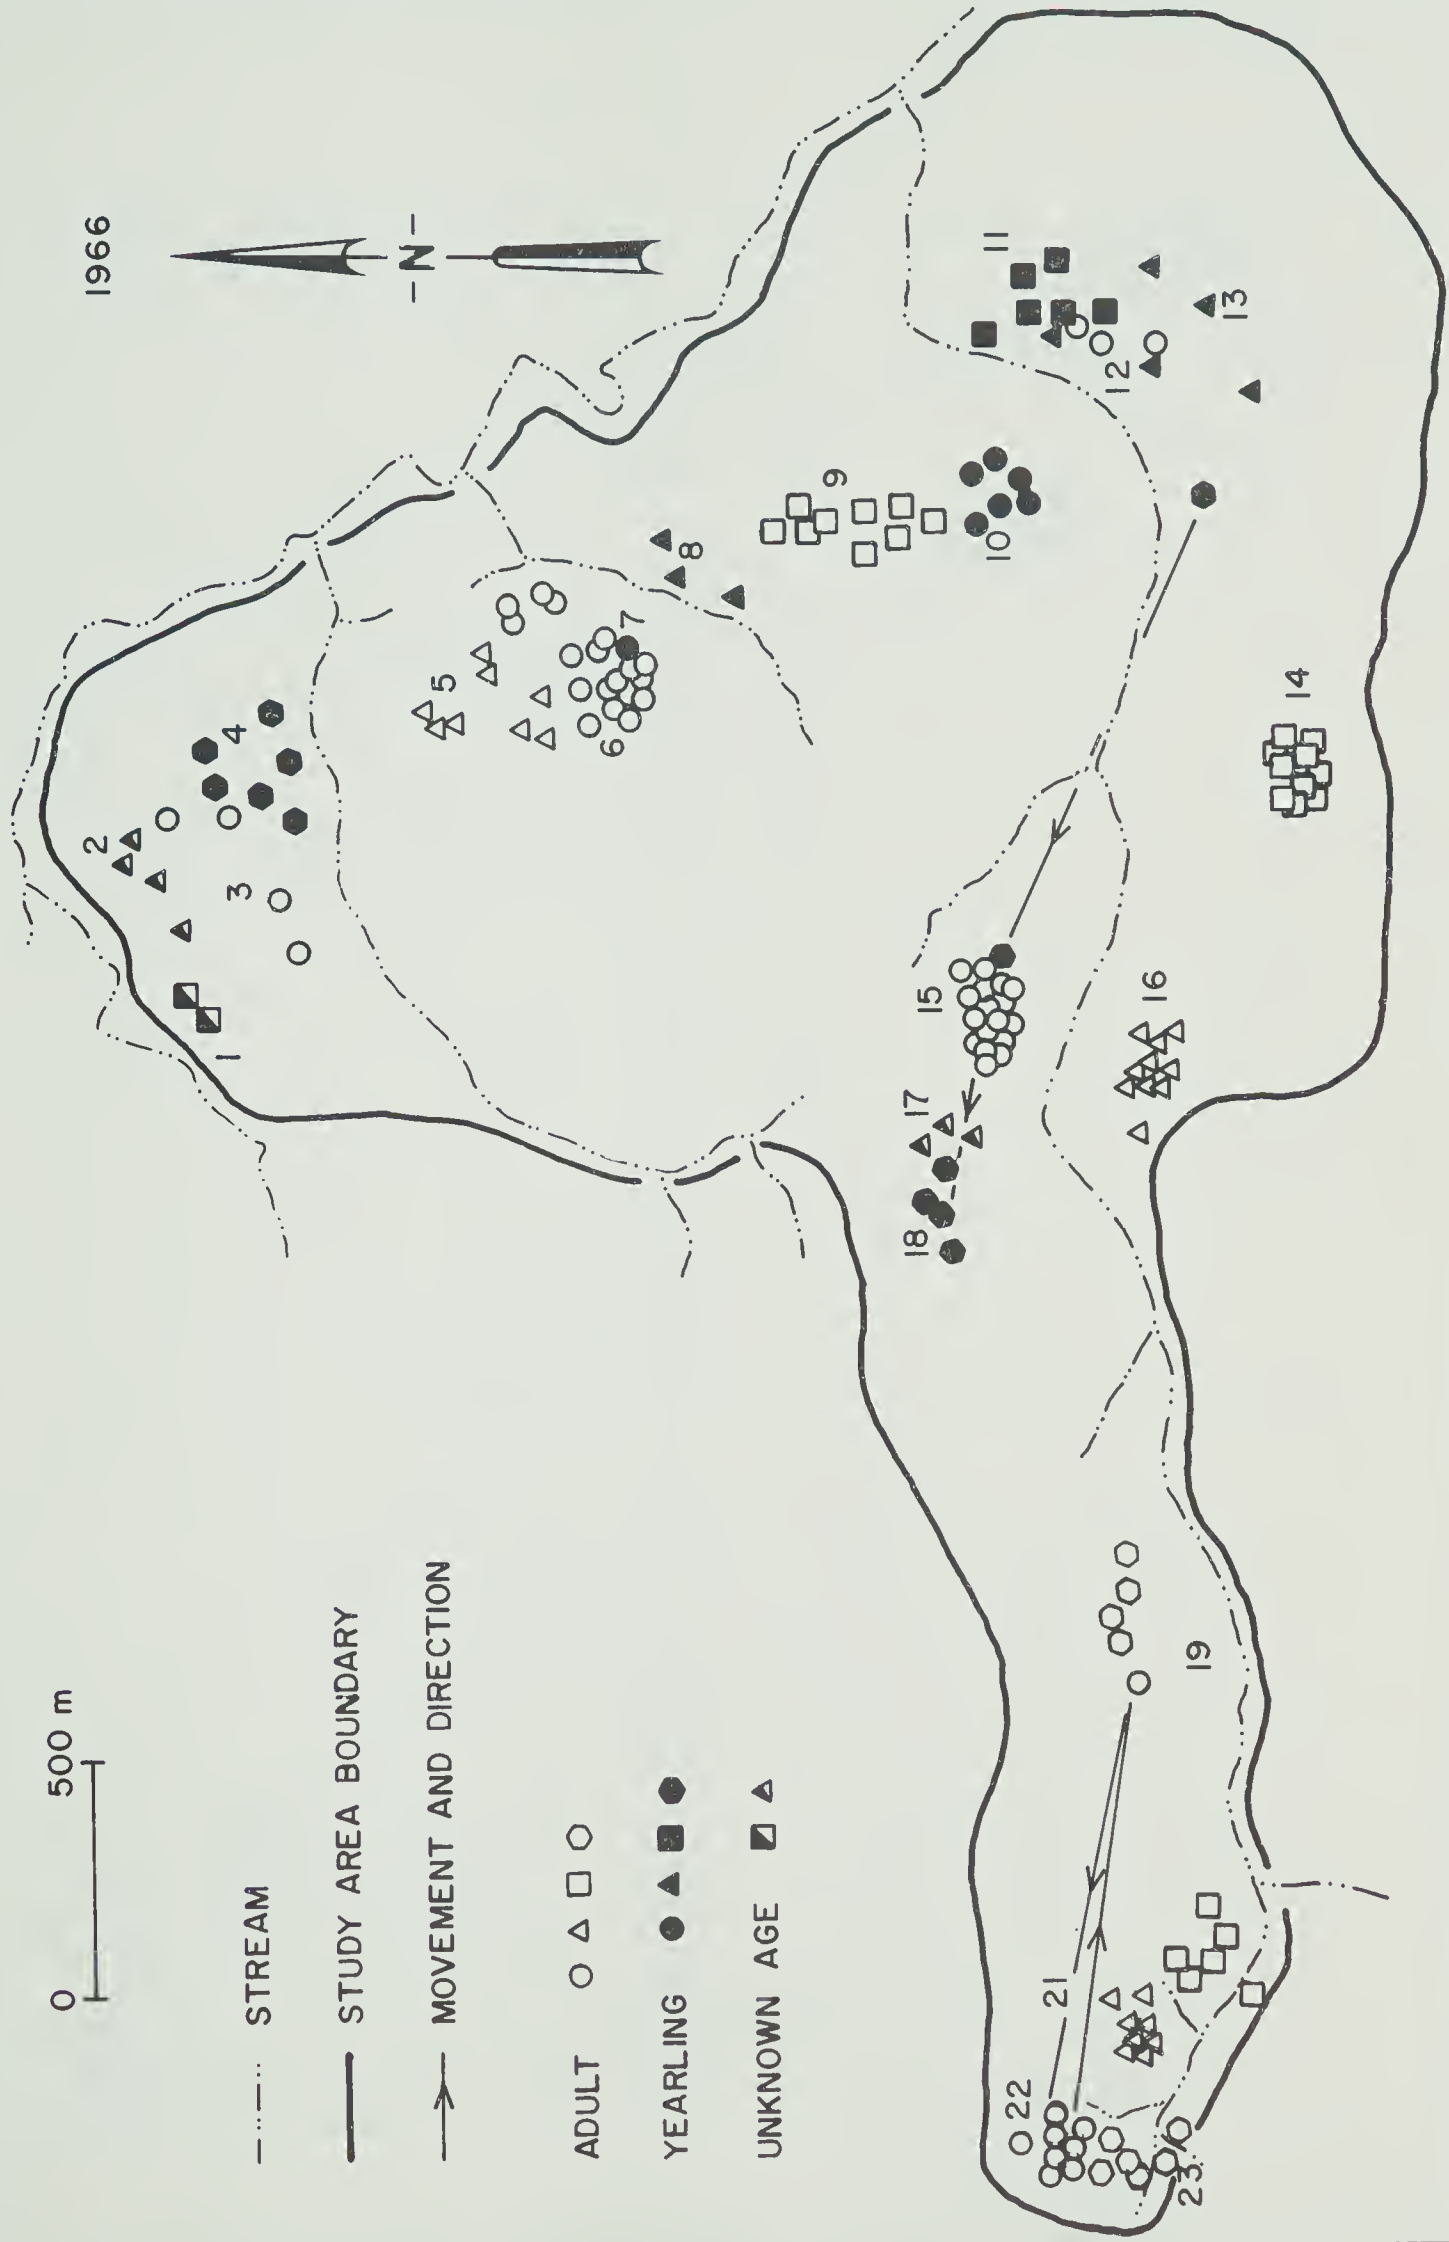 0 500 m
STREAM
STUDY AREA BOUNDARY
MOVEMENT AND DIRECTION
ADULT
YEARLING
UNKNOWN AGE
1966
-N-
1
2
3
4
5
6
7
8
9
10
11
12
13
14
15
16
17
18
19
21
22
23